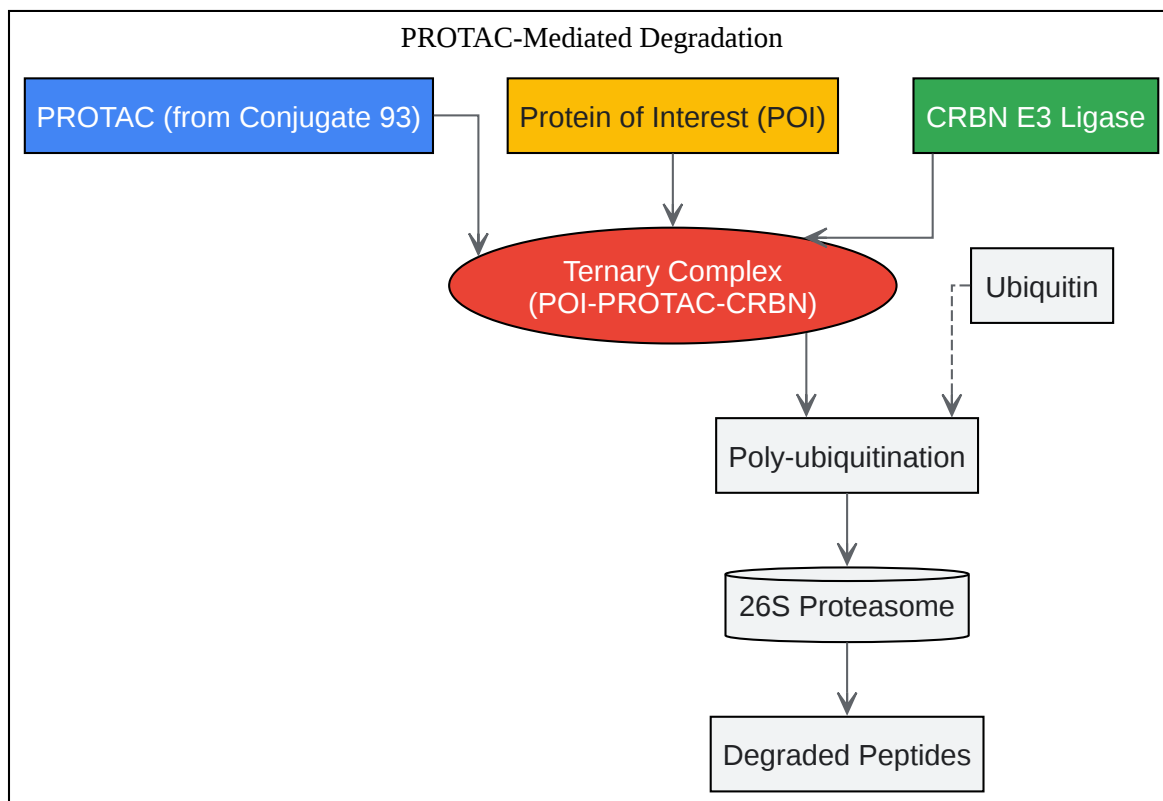 PROTAC-Mediated Degradation
PROTAC (from Conjugate 93)
Protein of Interest (POI)
CRBN E3 Ligase
Ternary Complex
(POI-PROTAC-CRBN)
Ubiquitin
Poly-ubiquitination
26S Proteasome
Degraded Peptides